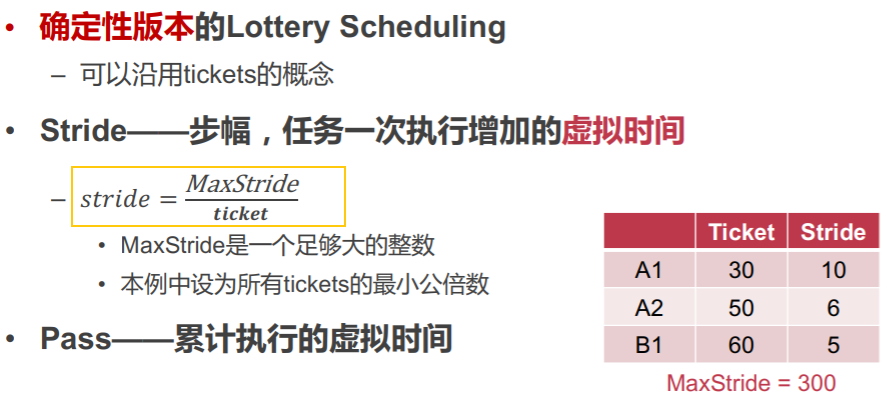 • 确定性版本的Lottery Scheduling
– 可以沿用tickets的概念
• Stride——步幅，任务一次执行增加的虚拟时间
– stride = MaxStride / ticket
• MaxStride是一个足够大的整数
• 本例中设为所有tickets的最小公倍数
• Pass——累计执行的虚拟时间
Ticket Stride
A1 30 10
A2 50 6
B1 60 5
MaxStride = 300